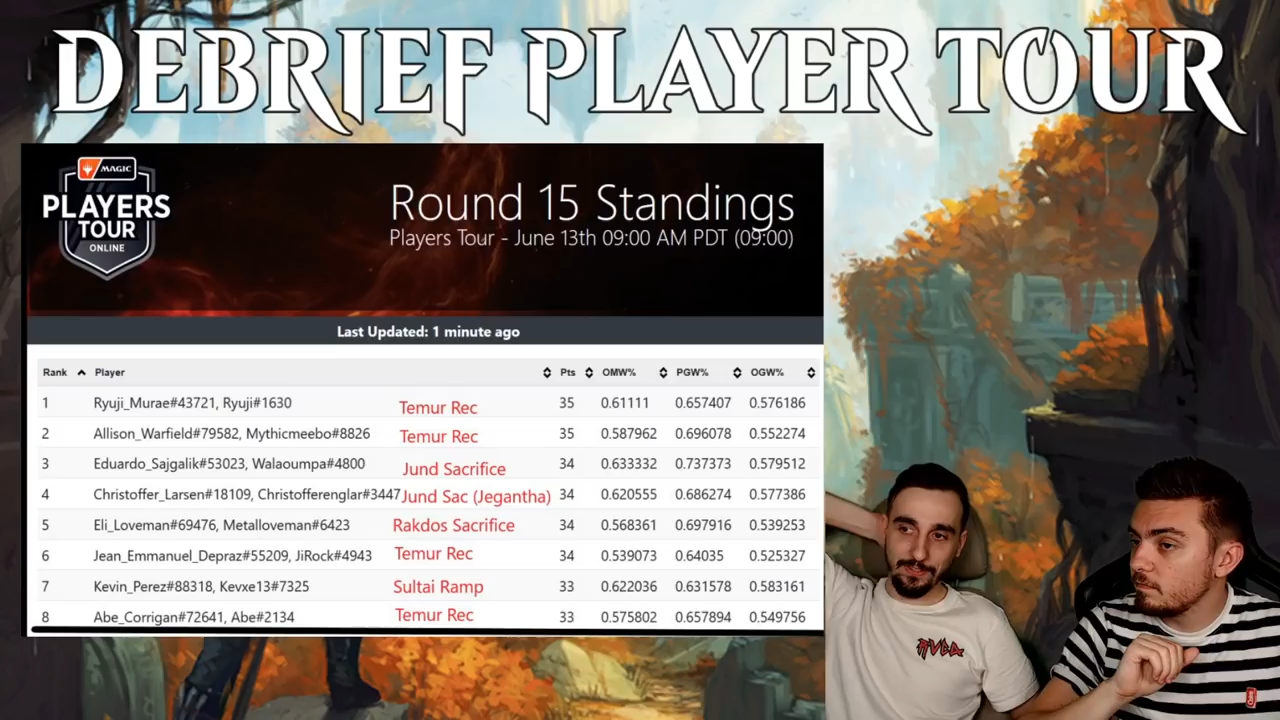 DEBRIEF PLAYER TOUR
MAGIC
PLAYERS
TOUR
ONLINE
Round 15 Standings
Players Tour - June 13th 09:00 AM PDT (09:00)
Last Updated: 1 minute ago
Rank Player Pts OMW% PGW% OGW%
1 Ryuji_Murae#43721, Ryuji#1630 Temur Rec 35 0.61111 0.657407 0.576186
2 Allison_Warfield#79582, Mythicmeebo#8826 Temur Rec 35 0.587962 0.696078 0.552274
3 Eduardo_Sajgalik#53023, Walaoumpa#4800 Jund Sacrifice 34 0.633332 0.737373 0.579512
4 Christoffer_Larsen#18109, Christofferenglar#3447 Jund Sac (Jegantha) 34 0.620555 0.686274 0.577386
5 Eli_Loveman#69476, Metalloveman#6423 Rakdos Sacrifice 34 0.568361 0.697916 0.539253
6 Jean_Emmanuel_Depraz#55209, JiRock#4943 Temur Rec 34 0.539073 0.64035 0.525327
7 Kevin_Perez#88318, Kevxe13#7325 Sultai Ramp 33 0.622036 0.631578 0.583161
8 Abe_Corrigan#72641, Abe#2134 Temur Rec 33 0.575802 0.657894 0.549756